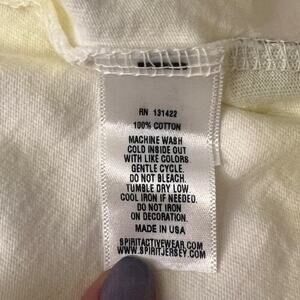 RN 131422
100% COTTON
MACHINE WASH
COLD INSIDE OUT
WITH LIKE COLORS
GENTLE CYCLE.
DO NOT BLEACH.
TUMBLE DRY LOW
COOL IRON IF NEEDED.
DO NOT IRON
ON DECORATION.
MADE IN USA
SPIRITACTIVEWEAR.COM
WWW.SPIRITJERSEY.COM